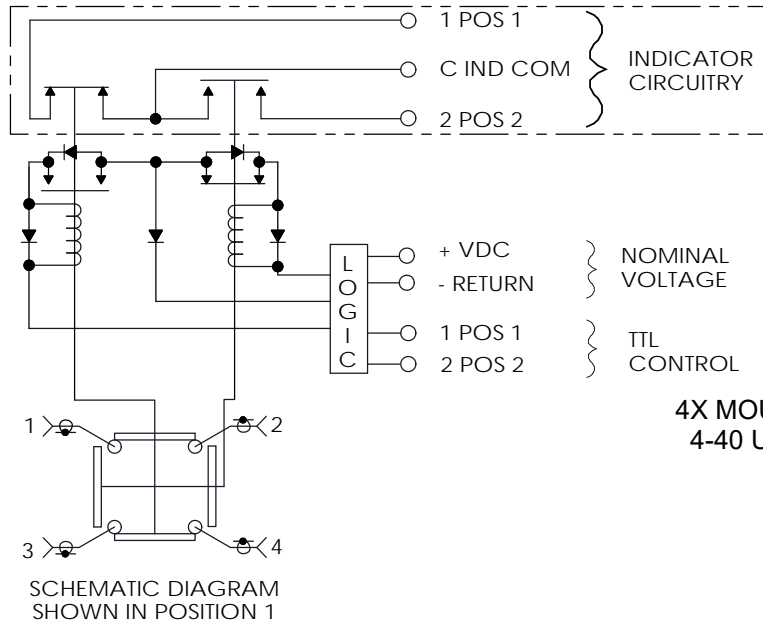 1 POS 1
C IND COM
2 POS 2
INDICATOR
CIRCUITRY
LOGIC
+ VDC
- RETURN
NOMINAL
VOLTAGE
1 POS 1
2 POS 2
TTL
CONTROL
4X MOU
4-40 U
1
2
3
4
SCHEMATIC DIAGRAM
SHOWN IN POSITION 1